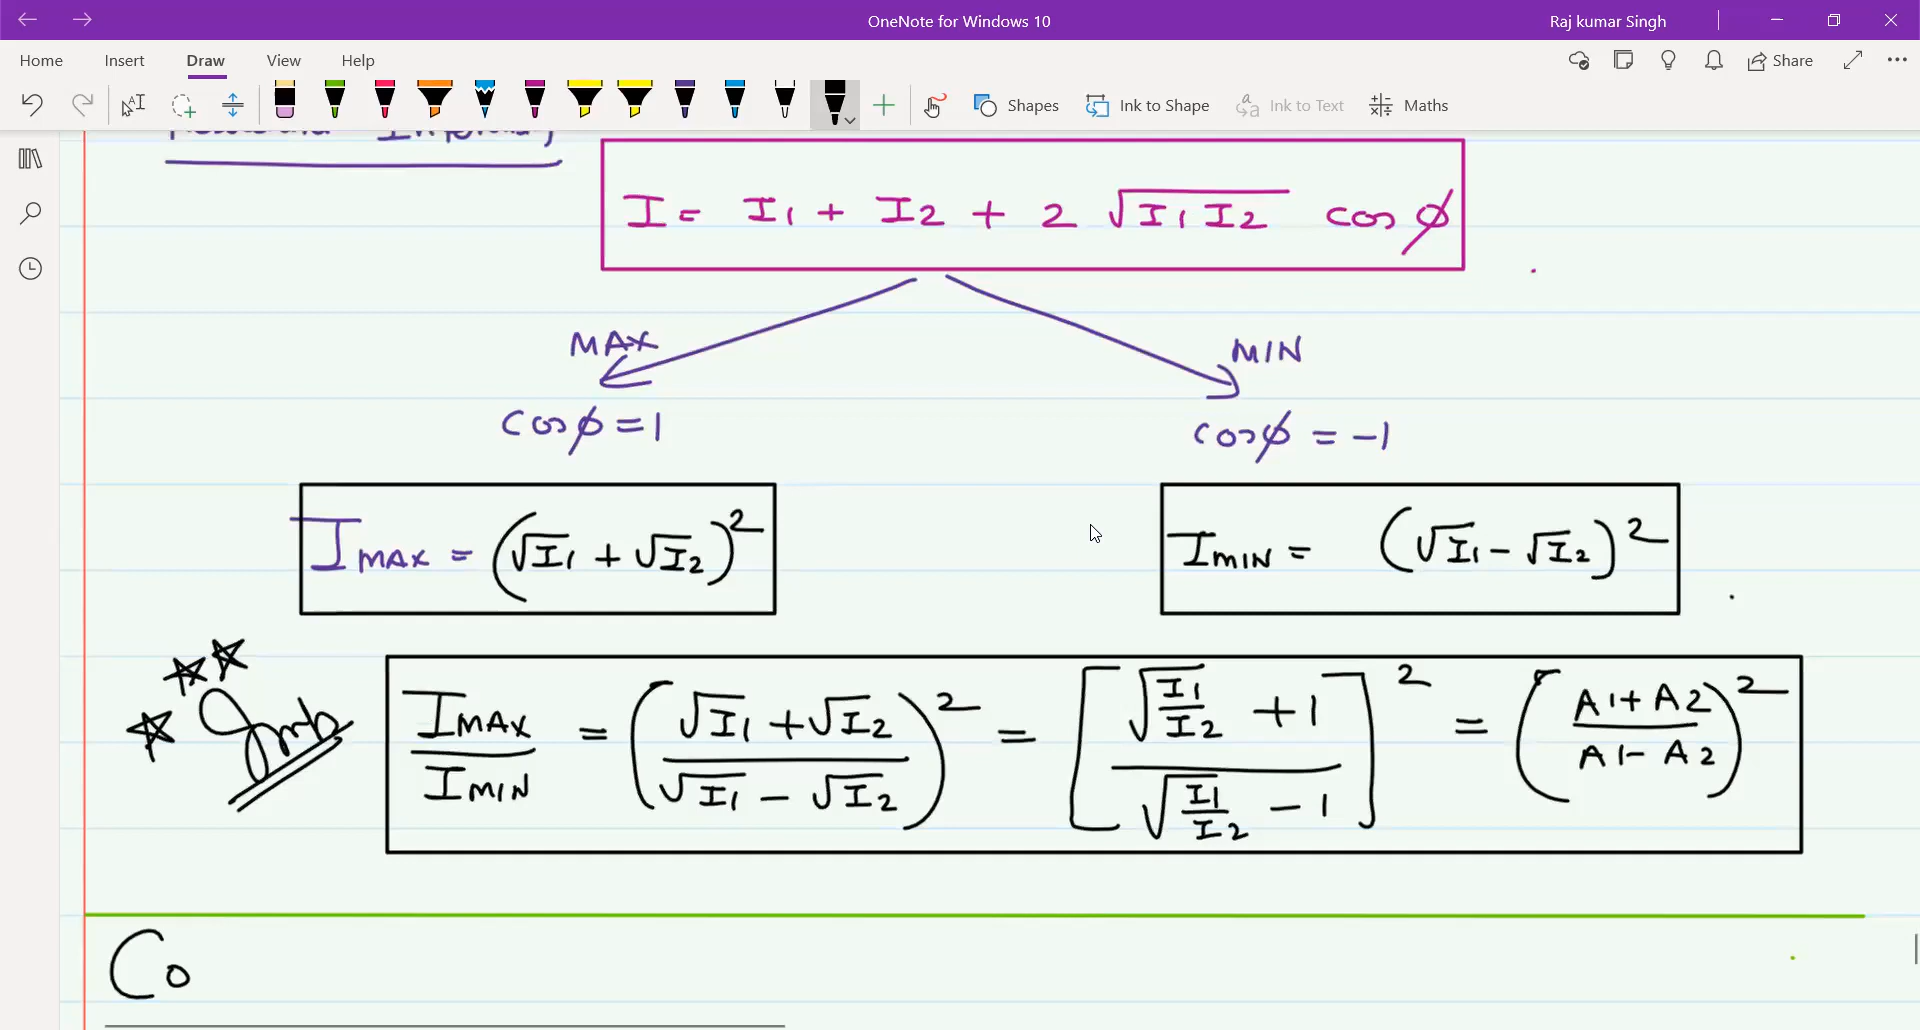 OneNote for Windows 10
Raj kumar Singh
Home Insert Draw View Help
Share
Shapes Ink to Shape Ink to Text Maths
I = I1 + I2 + 2 √I1 I2 cos ϕ
MAX
MIN
cosϕ = 1
cosϕ = -1
IMAX = (√I1 + √I2)²
IMIN = (√I1 - √I2)²
Imp
IMAX/IMIN = ((√I1 + √I2)/(√I1 - √I2))² = [(√(I1/I2) + 1)/(√(I1/I2) - 1)]² = ((A1 + A2)/(A1 - A2))²
Co